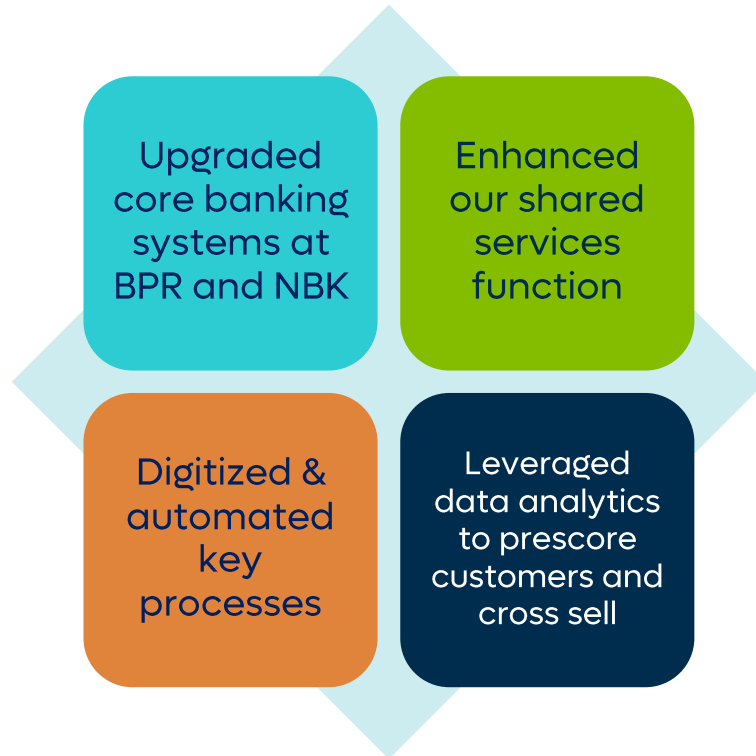 Upgraded
core banking
systems at
BPR and NBK
Enhanced
our shared
services
function
Digitized &
automated
key
processes
Leveraged
data analytics
to prescore
customers and
cross sell